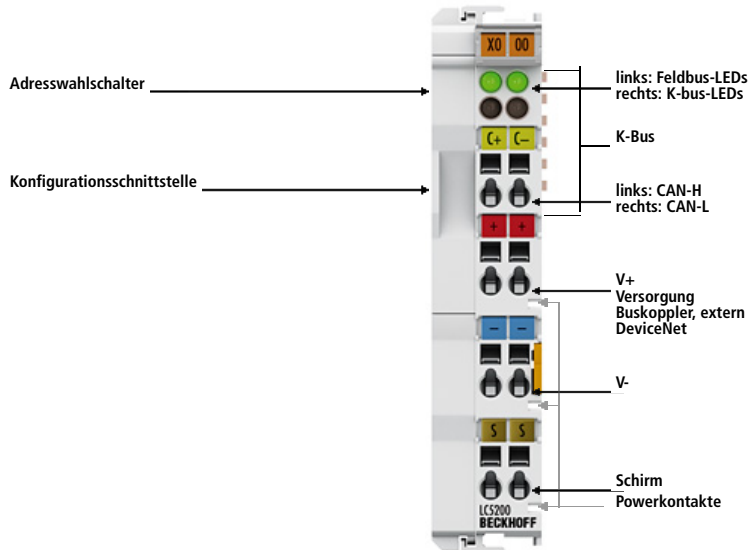 X0 00
Adresswahlschalter
links: Feldbus-LEDs
rechts: K-bus-LEDs
C+ C−
K-Bus
Konfigurationsschnittstelle
links: CAN-H
rechts: CAN-L
+ +
V+
Versorgung
Buskoppler, extern
DeviceNet
− −
V-
S S
Schirm
Powerkontakte
LC5200
BECKHOFF